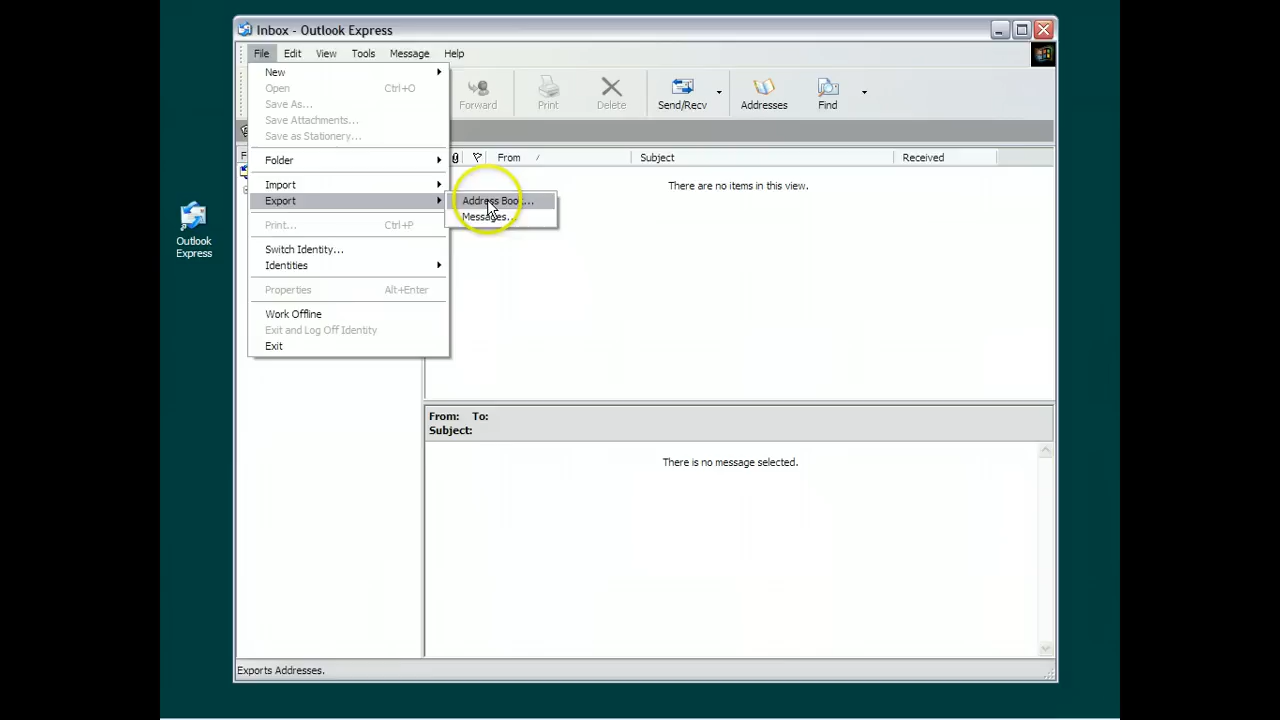 Inbox - Outlook Express
File Edit View Tools Message Help
Forward Print Delete Send/Recv Addresses Find
New
Open Ctrl+O
Save As...
Save Attachments...
Save as Stationery...
Folder
Import
Export
Print... Ctrl+P
Switch Identity...
Identities
Properties Alt+Enter
Work Offline
Exit and Log Off Identity
Exit
Address Book...
Messages...
From / Subject Received
There are no items in this view.
Outlook
Express
From: To:
Subject:
There is no message selected.
Exports Addresses.